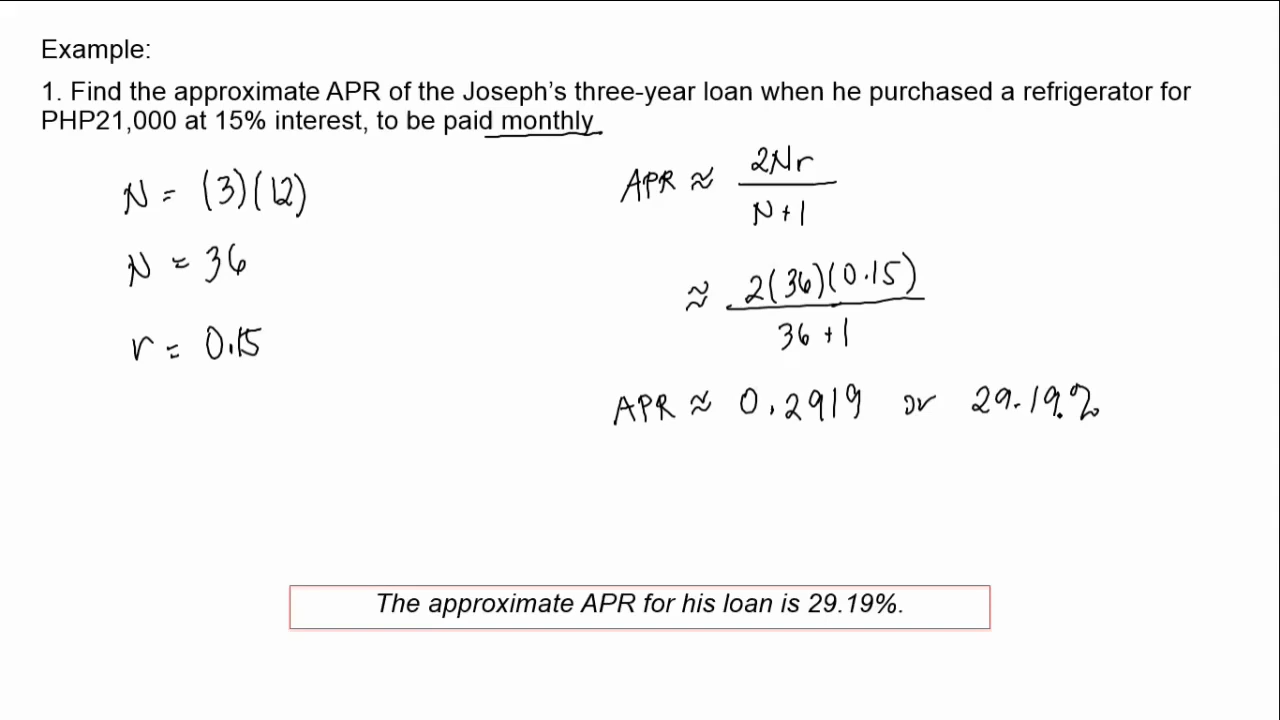 Example:
1. Find the approximate APR of the Joseph's three-year loan when he purchased a refrigerator for
PHP21,000 at 15% interest, to be paid monthly
N = (3)(12)
N = 36
r = 0.15
APR ≈ 2Nr
N + 1
≈ 2(36)(0.15)
36 + 1
APR ≈ 0.2919 or 29.19%
The approximate APR for his loan is 29.19%.